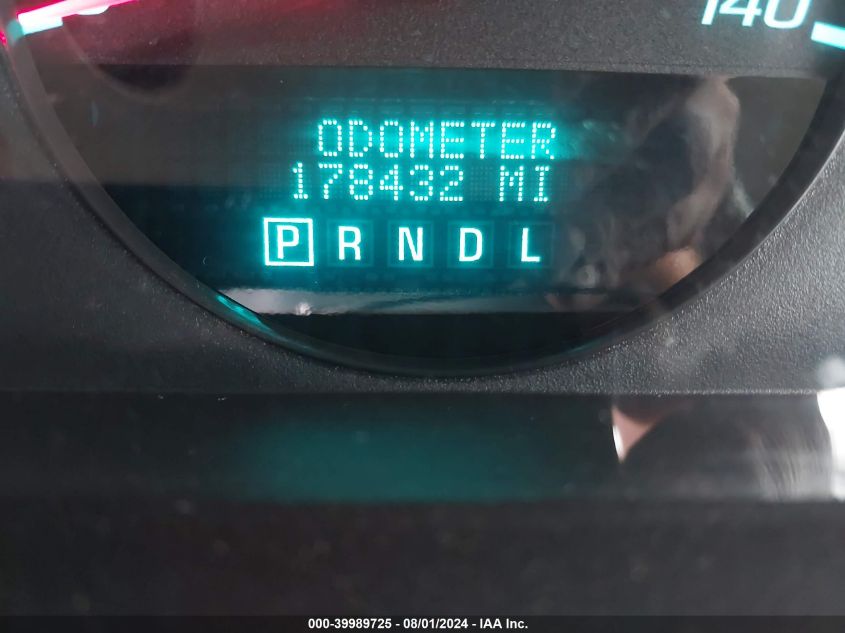 140
ODOMETER
178432 MI
P R N D L
000-39989725 - 08/01/2024 - IAA Inc.